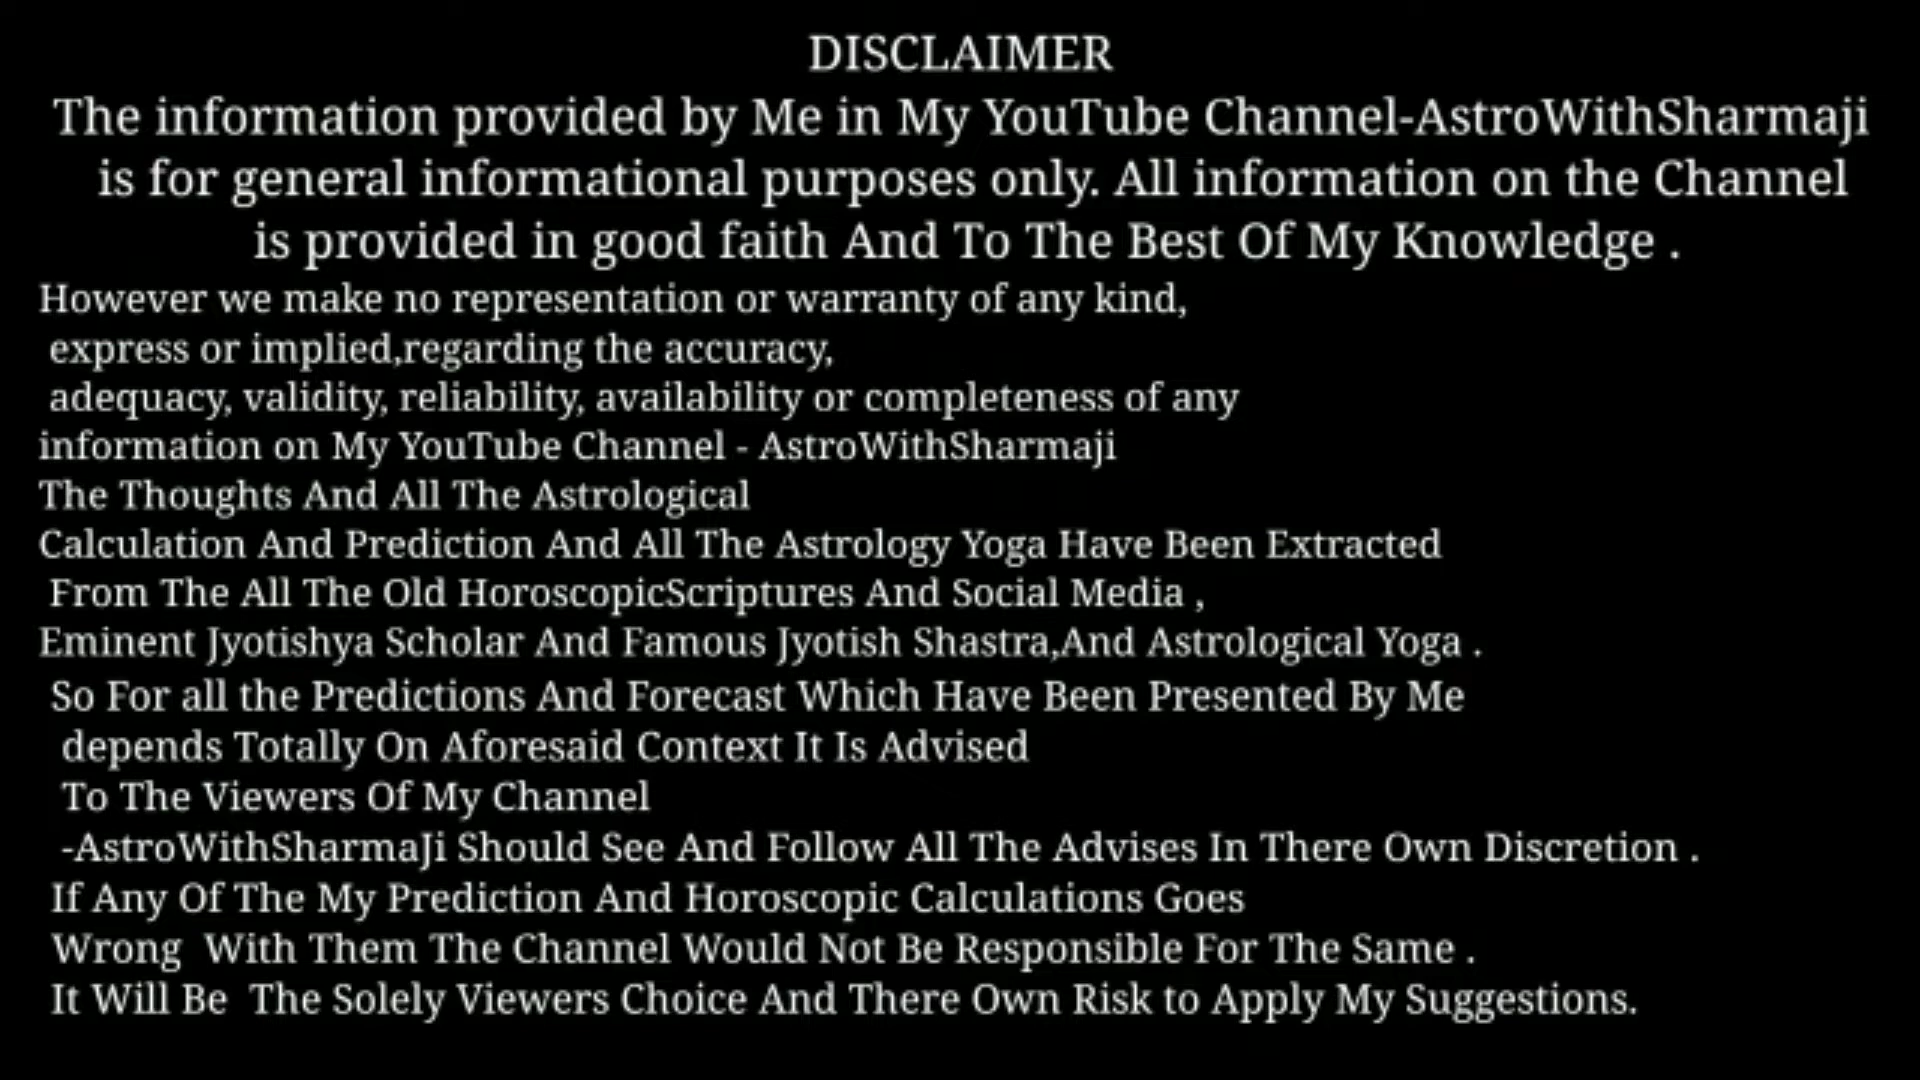 DISCLAIMER
The information provided by Me in My YouTube Channel-AstroWithSharmaji
is for general informational purposes only. All information on the Channel
is provided in good faith And To The Best Of My Knowledge .
However we make no representation or warranty of any kind,
express or implied,regarding the accuracy,
adequacy, validity, reliability, availability or completeness of any
information on My YouTube Channel - AstroWithSharmaji
The Thoughts And All The Astrological
Calculation And Prediction And All The Astrology Yoga Have Been Extracted
From The All The Old HoroscopicScriptures And Social Media ,
Eminent Jyotishya Scholar And Famous Jyotish Shastra,And Astrological Yoga .
So For all the Predictions And Forecast Which Have Been Presented By Me
depends Totally On Aforesaid Context It Is Advised
To The Viewers Of My Channel
-AstroWithSharmaJi Should See And Follow All The Advises In There Own Discretion .
If Any Of The My Prediction And Horoscopic Calculations Goes
Wrong  With Them The Channel Would Not Be Responsible For The Same .
It Will Be  The Solely Viewers Choice And There Own Risk to Apply My Suggestions.